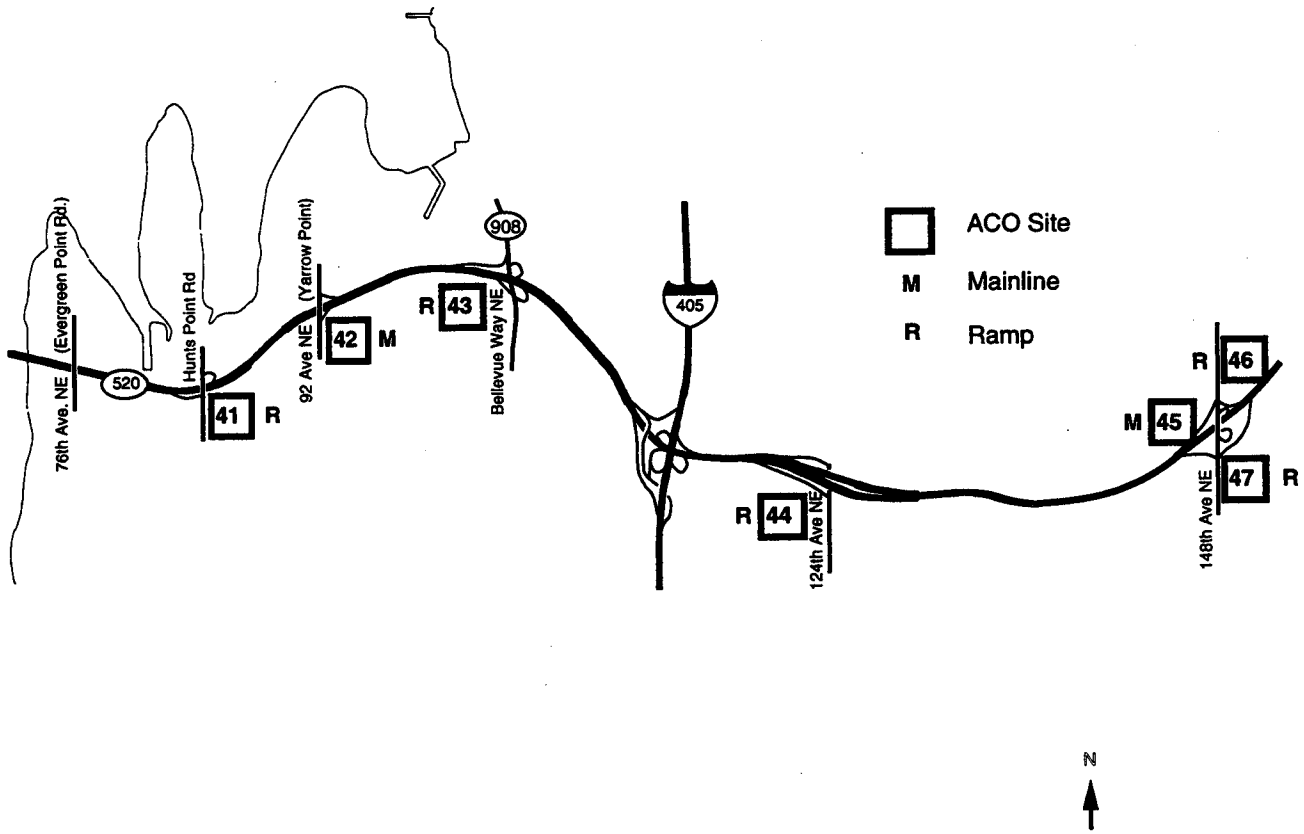 908
ACO Site
M Mainline
R Ramp
405
76th Ave. NE (Evergreen Point Rd.)
520
Hunts Point Rd
41 R
92 Ave NE (Yarrow Point)
42 M
R 43
Bellevue Way NE
R 44
124th Ave NE
R 46
M 45
47 R
148th Ave NE
N